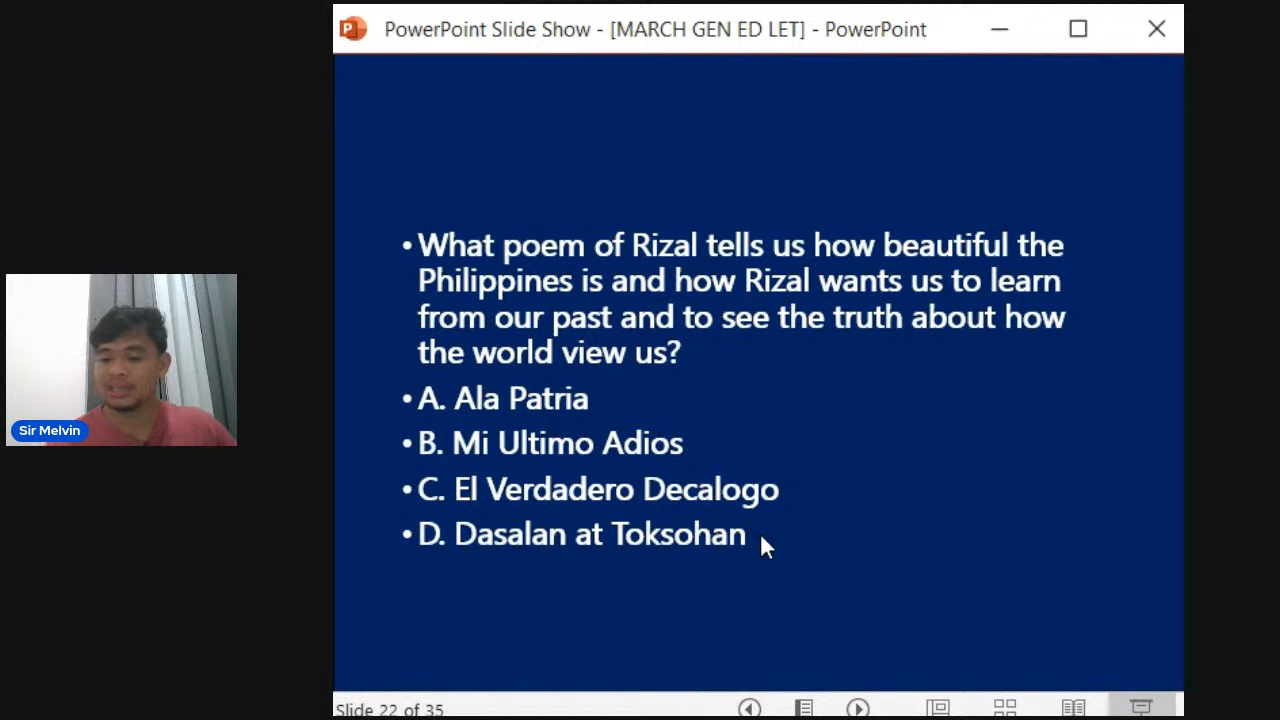 PowerPoint Slide Show - [MARCH GEN ED LET] - PowerPoint
• What poem of Rizal tells us how beautiful the
Philippines is and how Rizal wants us to learn
from our past and to see the truth about how
the world view us?
• A. Ala Patria
• B. Mi Ultimo Adios
• C. El Verdadero Decalogo
• D. Dasalan at Toksohan
Sir Melvin
Slide 22 of 35